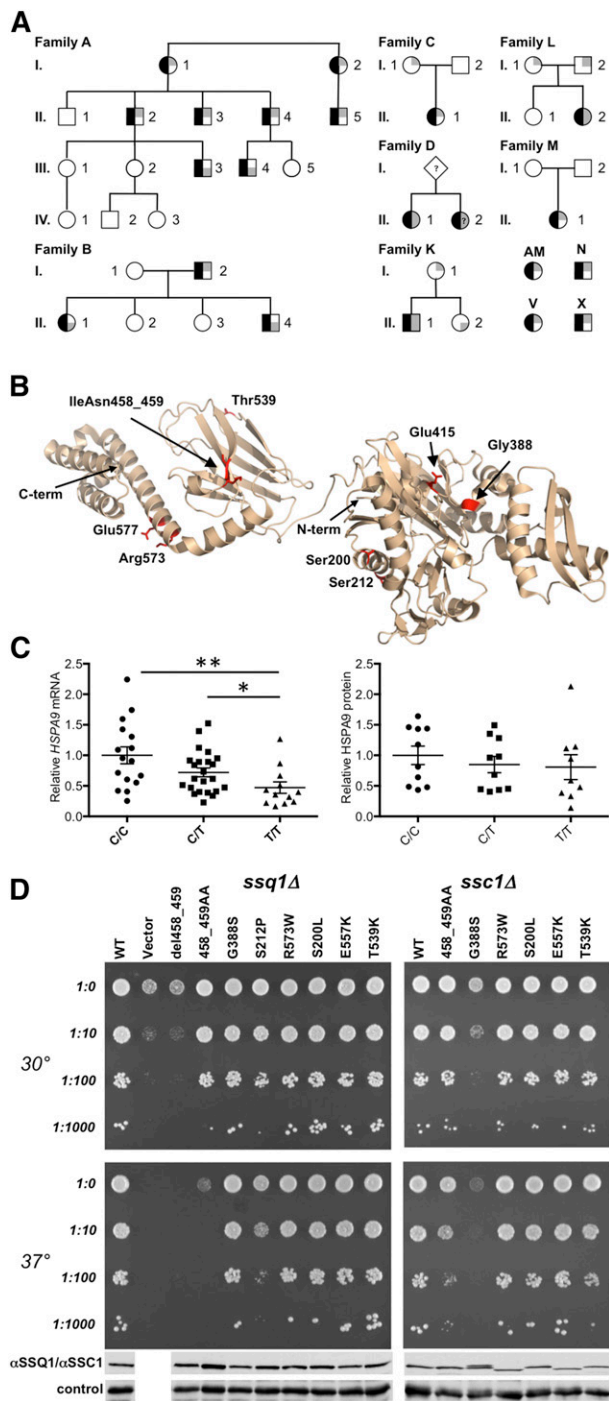 A
Family A
I. 1 2
II. 1 2 3 4 5
III. 1 2 3 4 5
IV. 1 2 3
Family B
I. 1 2
II. 1 2 3 4
Family C
I. 1 2
II. 1
Family D
I. ?
II. 1 ? 2
Family K
I. 1
II. 1 2
Family L
I. 1 2
II. 1 2
Family M
I. 1 2
II. 1
AM N
V X
B
IleAsn458_459
Thr539
C-term
Glu577
Arg573
Glu415
Gly388
N-term
Ser200
Ser212
C
Relative HSPA9 mRNA
2.5
2.0
1.5
1.0
0.5
0.0
**
*
C/C C/T T/T
Relative HSPA9 protein
2.5
2.0
1.5
1.0
0.5
0.0
C/C C/T T/T
D
ssq1Δ
WT Vector del458_459 458_459AA G388S S212P R573W S200L E557K T539K
ssc1Δ
WT 458_459AA G388S R573W S200L E557K T539K
30°
1:0
1:10
1:100
1:1000
37°
1:0
1:10
1:100
1:1000
αSSQ1/αSSC1
control